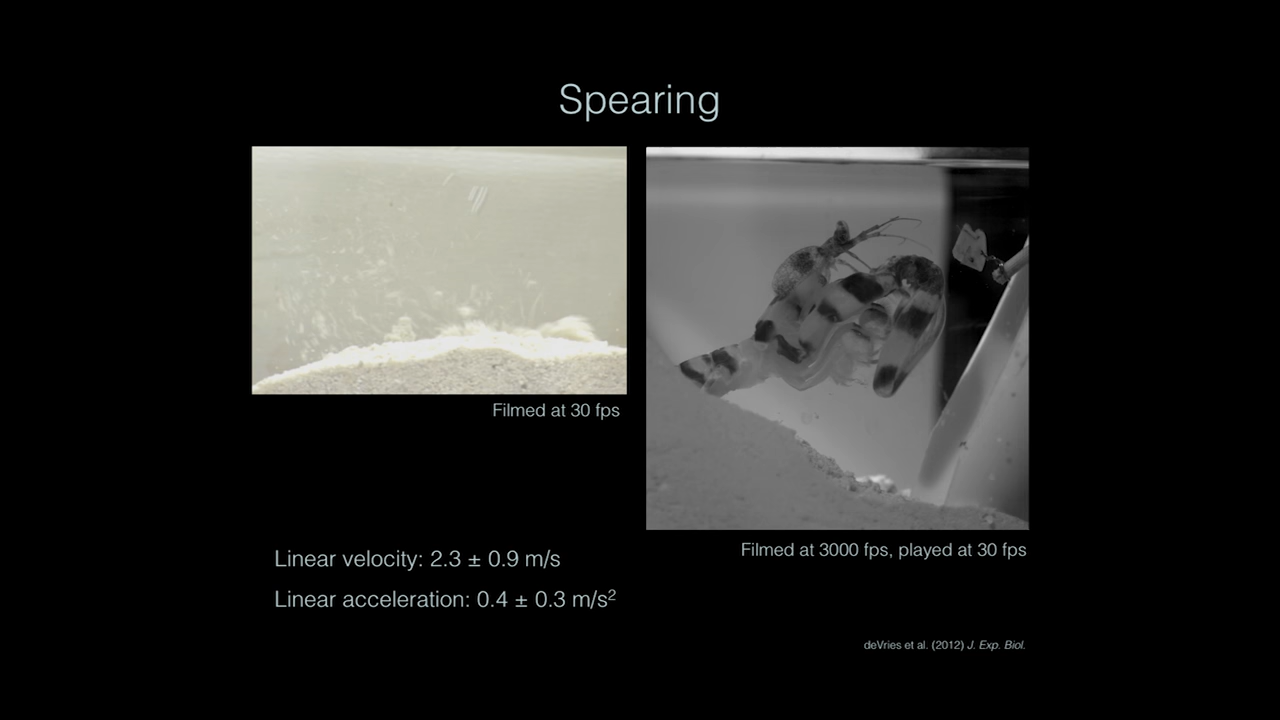 Spearing
Filmed at 30 fps
Filmed at 3000 fps, played at 30 fps
Linear velocity: 2.3 ± 0.9 m/s
Linear acceleration: 0.4 ± 0.3 m/s²
deVries et al. (2012) J. Exp. Biol.